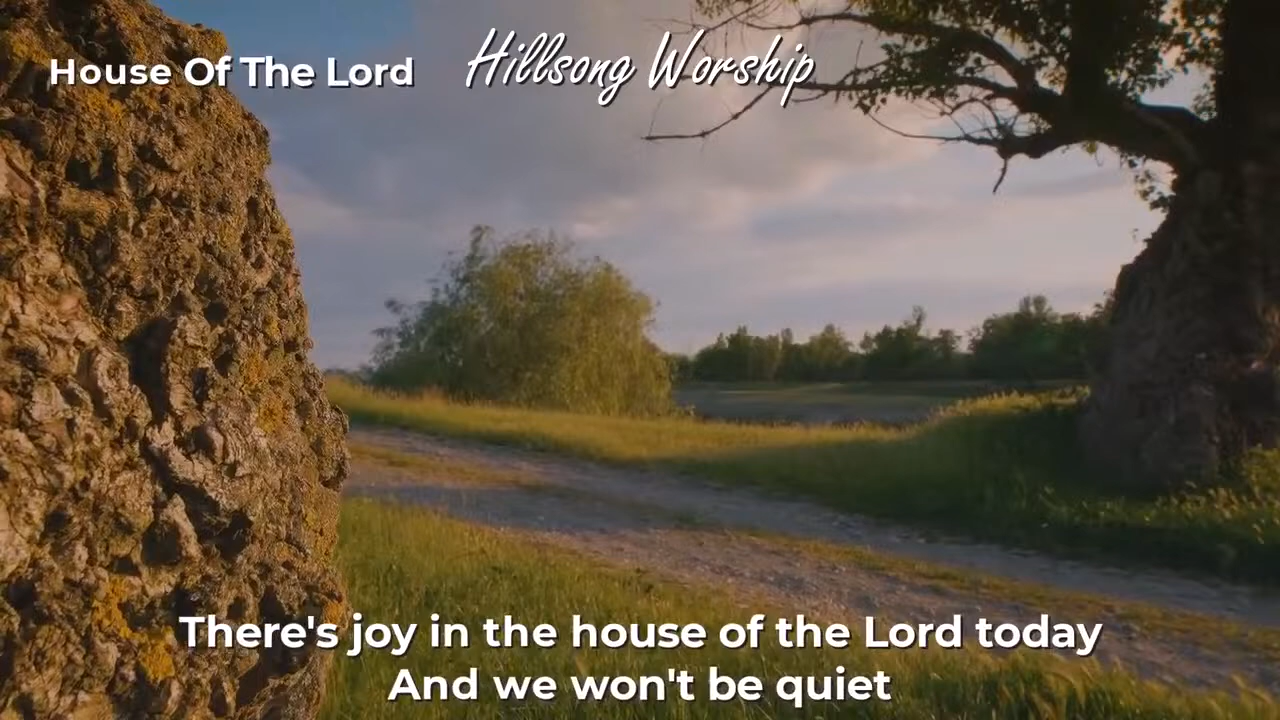 House Of The Lord Hillsong Worship
There's joy in the house of the Lord today
And we won't be quiet